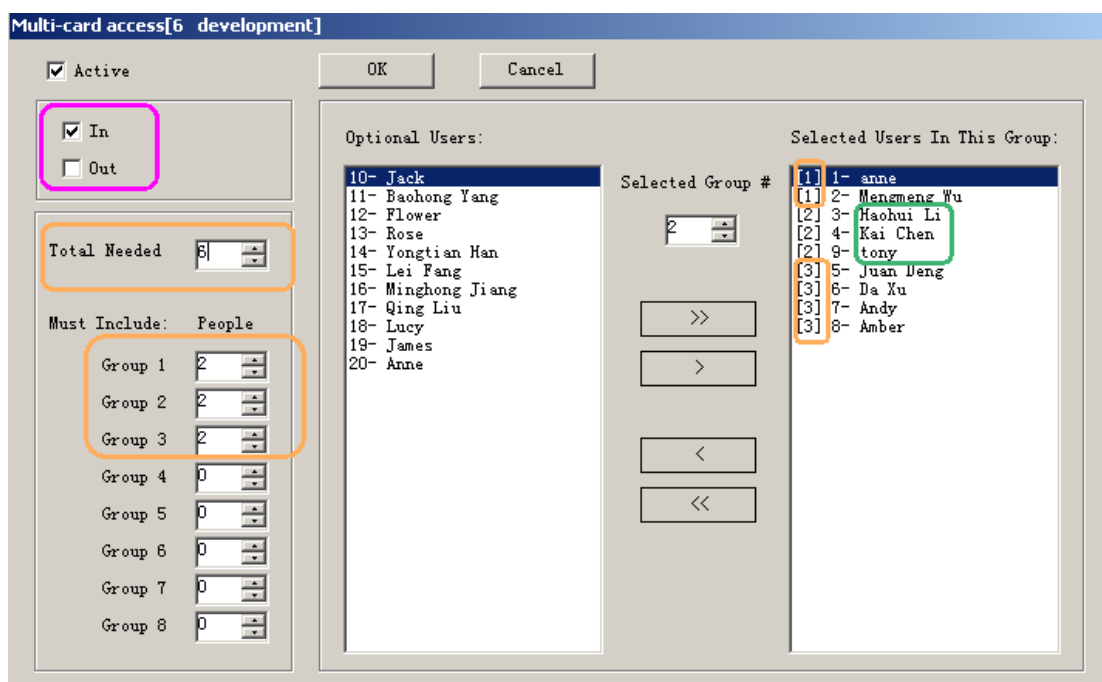 Multi-card access[6 development]
Active
OK
Cancel
In
Out
Total Needed 6
Must Include: People
Group 1 2
Group 2 2
Group 3 2
Group 4 0
Group 5 0
Group 6 0
Group 7 0
Group 8 0
Optional Users:
10- Jack
11- Baohong Yang
12- Flower
13- Rose
14- Yongtian Han
15- Lei Fang
16- Minghong Jiang
17- Qing Liu
18- Lucy
19- James
20- Anne
Selected Group #
2
>>
>
<
<<
Selected Users In This Group:
[1] 1- anne
[1] 2- Mengmeng Wu
[2] 3- Haohui Li
[2] 4- Kai Chen
[2] 9- tony
[3] 5- Juan Deng
[3] 6- Da Xu
[3] 7- Andy
[3] 8- Amber